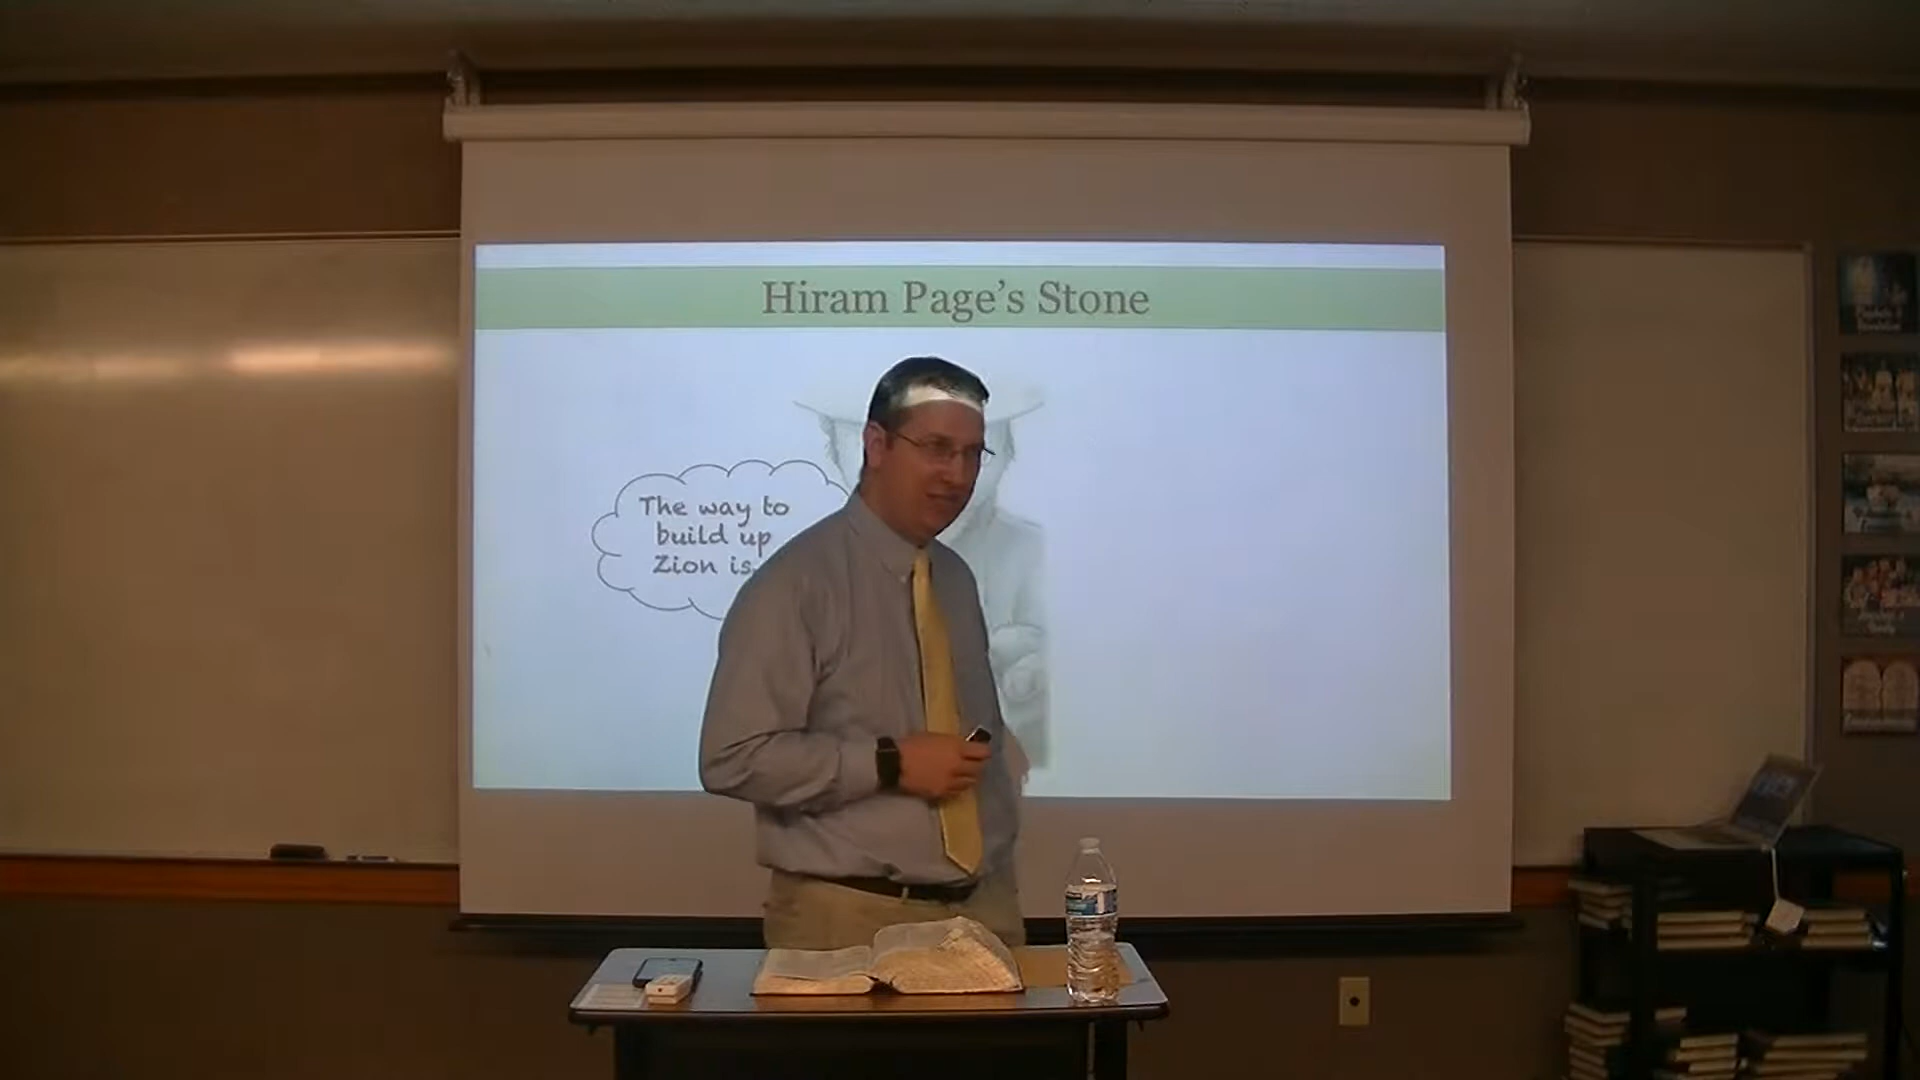 Hiram Page's Stone
The way to
build up
Zion is